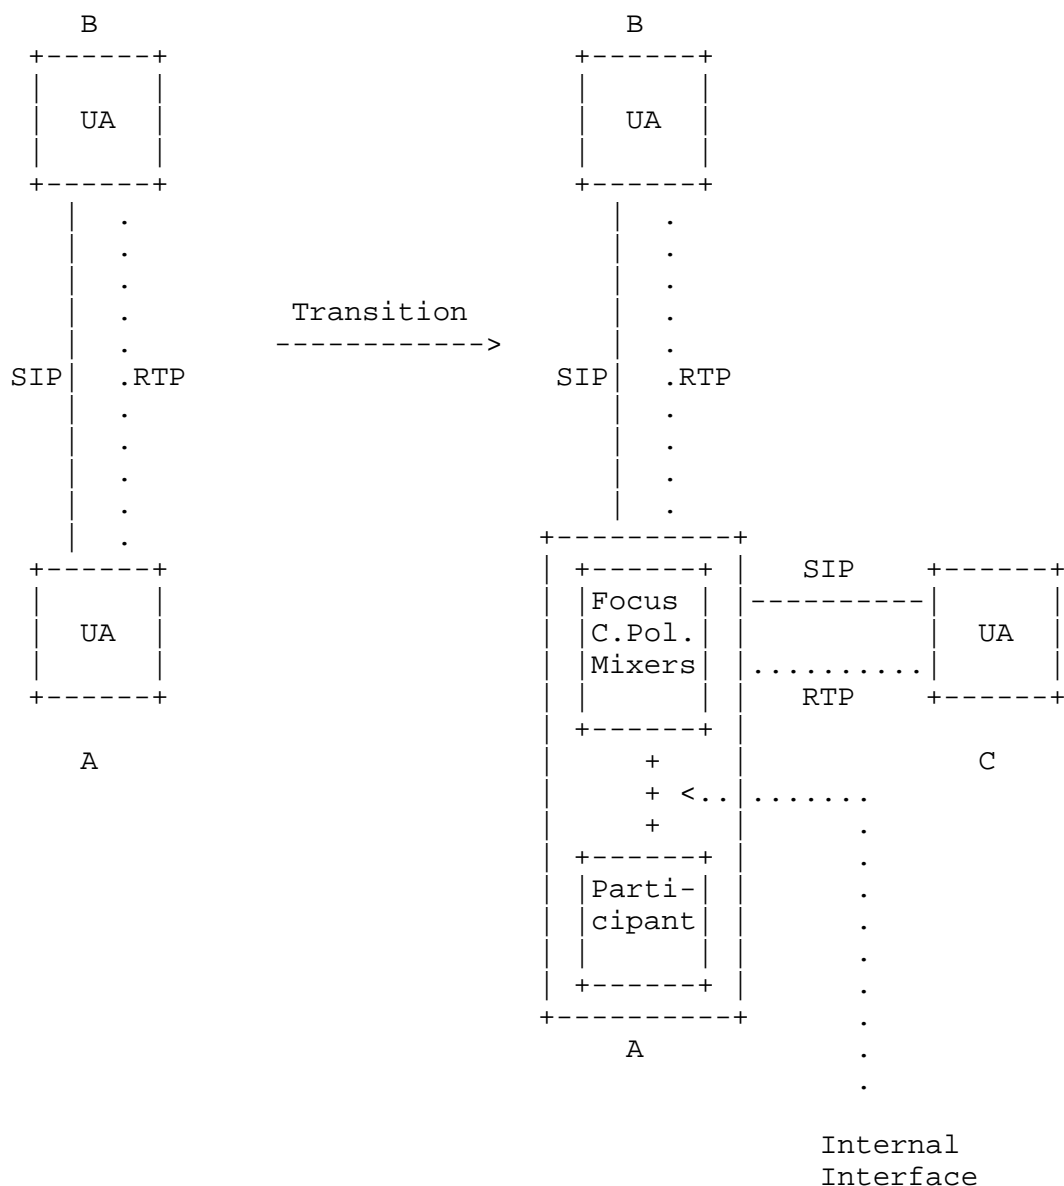 B B
UA UA
Transition
SIP RTP SIP RTP
SIP
Focus
UA C.Pol. UA
Mixers
RTP
A C
Parti-
cipant
A
Internal
Interface